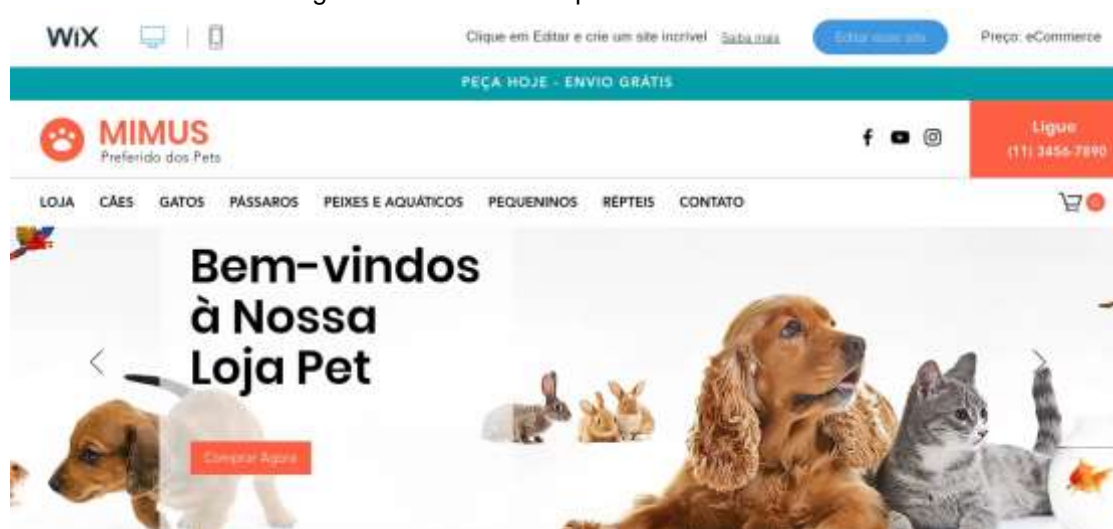 WiX
Clique em Editar e crie um site incrível Saiba mais Editar esse site Preço: eCommerce
PEÇA HOJE - ENVIO GRÁTIS
MIMUS
Preferido dos Pets
Ligue
(11) 3456-7890
LOJA CÃES GATOS PÁSSAROS PEIXES E AQUÁTICOS PEQUENINOS RÉPTEIS CONTATO
Bem-vindos
à Nossa
Loja Pet
Comprar Agora